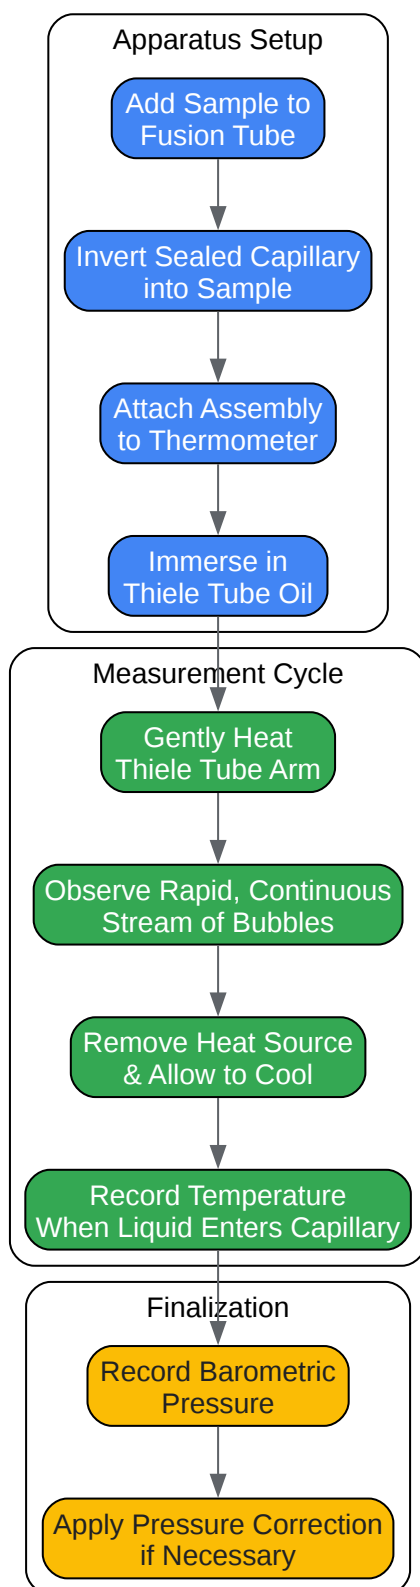 Apparatus Setup
Add Sample to
Fusion Tube
Invert Sealed Capillary
into Sample
Attach Assembly
to Thermometer
Immerse in
Thiele Tube Oil
Measurement Cycle
Gently Heat
Thiele Tube Arm
Observe Rapid, Continuous
Stream of Bubbles
Remove Heat Source
& Allow to Cool
Record Temperature
When Liquid Enters Capillary
Finalization
Record Barometric
Pressure
Apply Pressure Correction
if Necessary